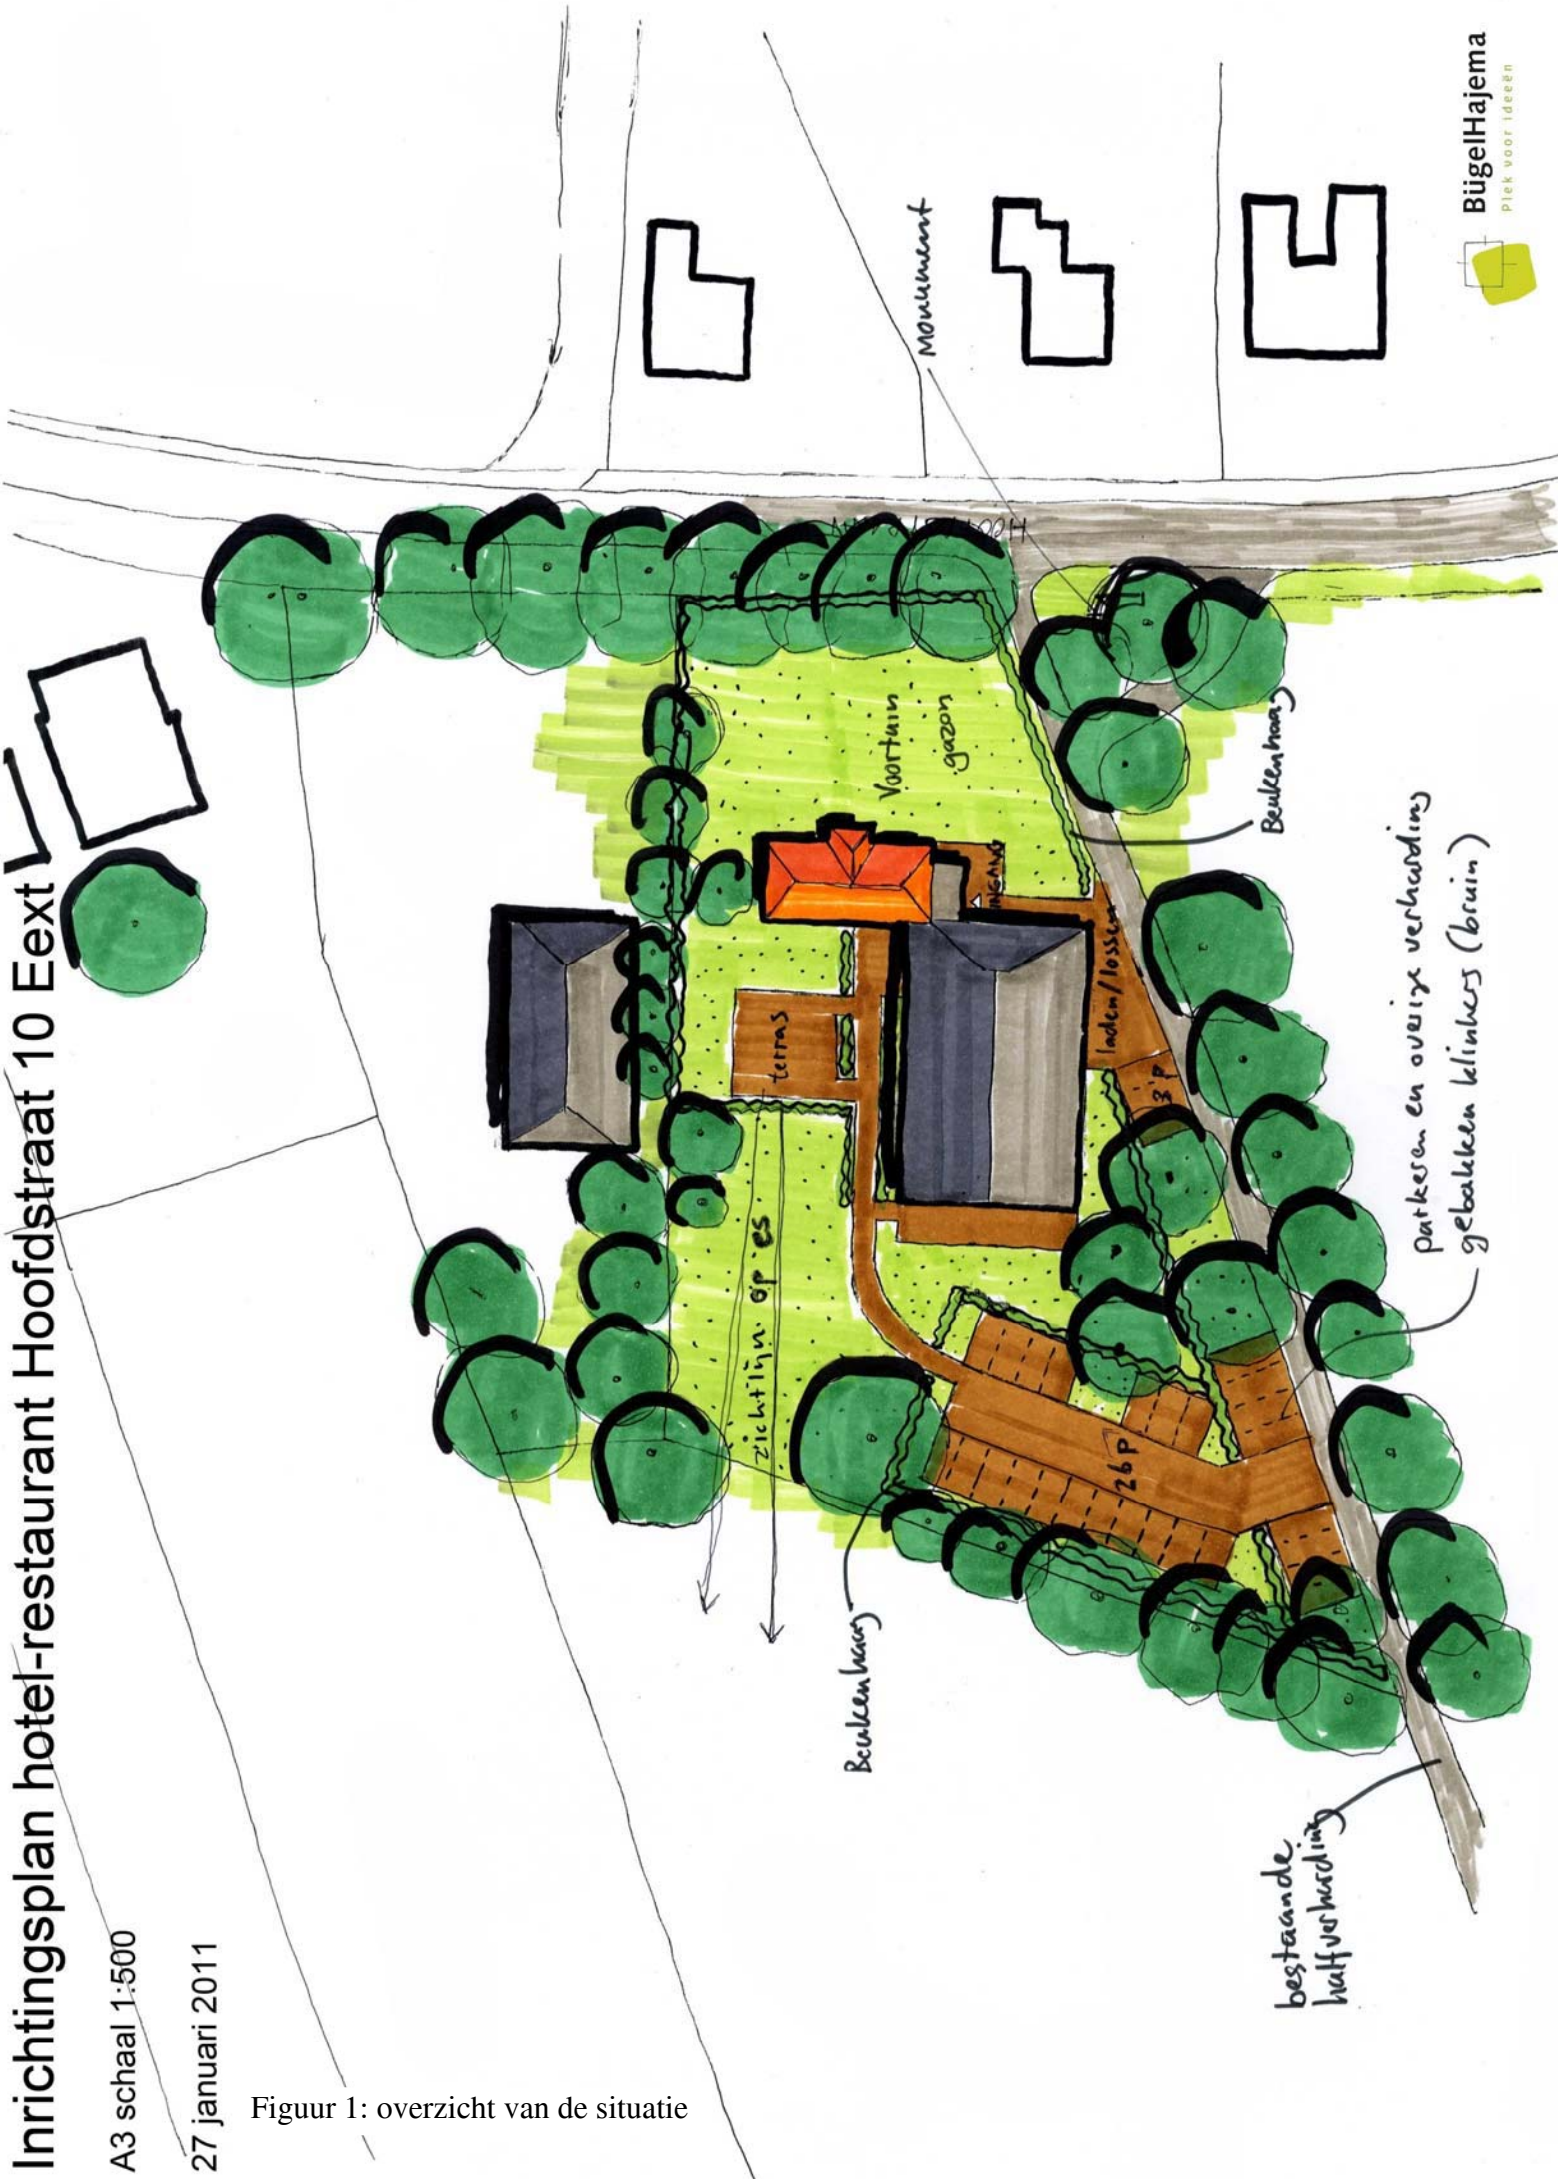 Inrichtingsplan hotel-restaurant Hoofdstraat 10 Eext
A3 schaal 1:500
27 januari 2011
Figuur 1: overzicht van de situatie
Monument
Voortuin
gazon
INGANG
laden/lossen
terras
3 P
Beukenhaag
zichtlijn op es
26 P
Beukenhaag
parkeren en overige verharding
gebakken klinkers (bruin)
bestaande
halfverharding
BügelHajema
Plek voor ideeën